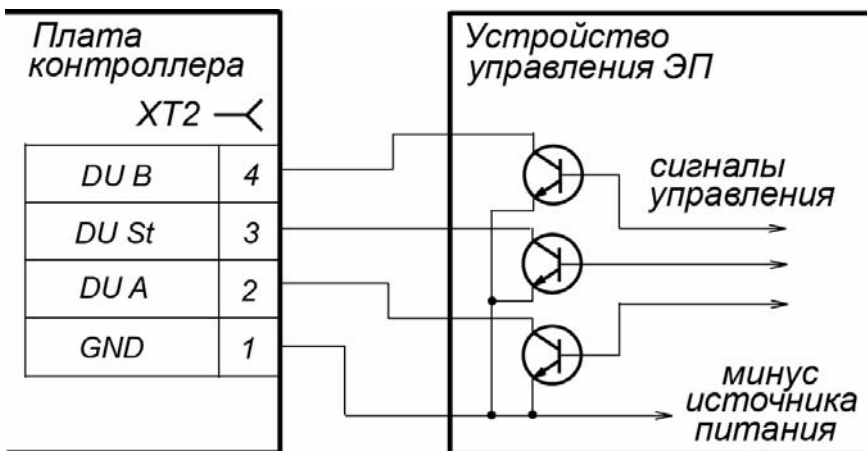 Плата
контроллера
XT2
DU B 4
DU St 3
DU A 2
GND 1
Устройство
управления ЭП
сигналы
управления
минус
источника
питания